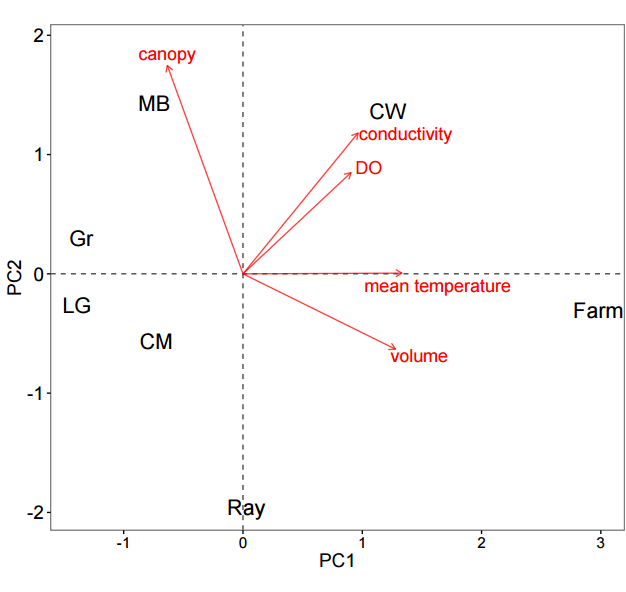 2
canopy
MB
CW
conductivity
1
DO
Gr
PC2
0
mean temperature
LG
Farm
CM
volume
-1
Ray
-2
-1 0 1 2 3
PC1